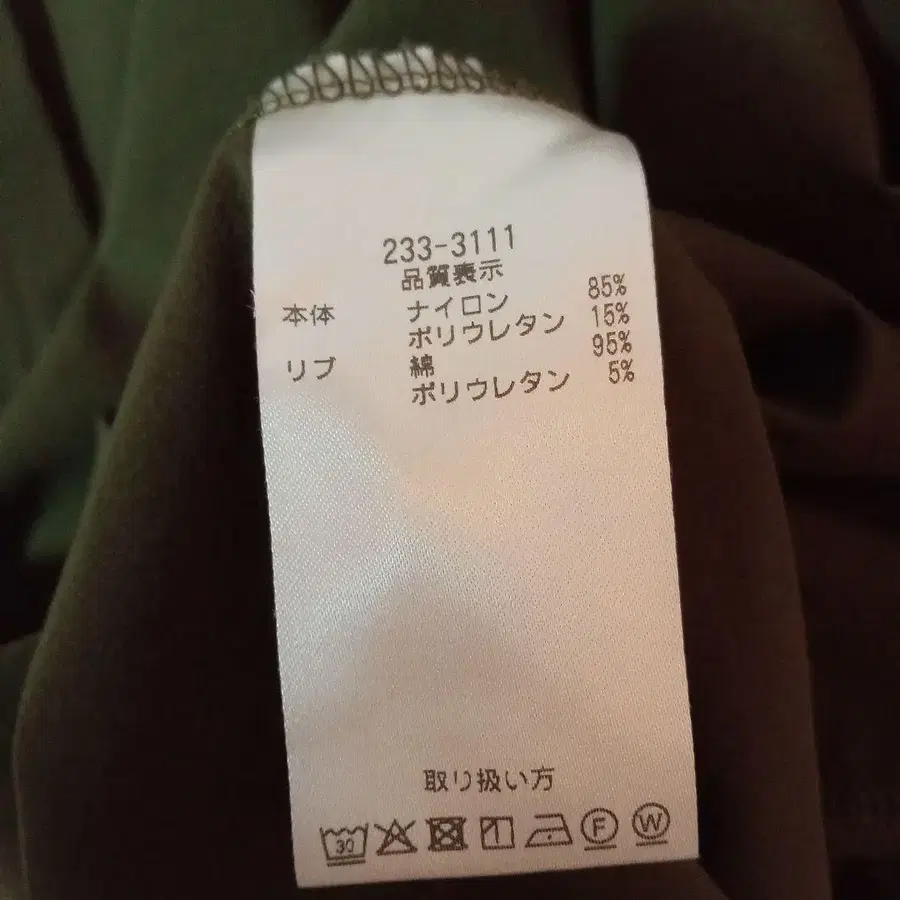 233-3111
品質表示
本体 ナイロン 85%
ポリウレタン 15%
リブ 綿 95%
ポリウレタン 5%
取り扱い方
30 F W